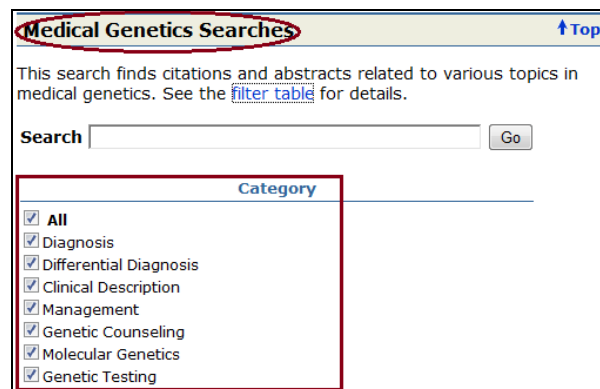 Medical Genetics Searches Top
This search finds citations and abstracts related to various topics in
medical genetics. See the filter table for details.
Search Go
Category
All
Diagnosis
Differential Diagnosis
Clinical Description
Management
Genetic Counseling
Molecular Genetics
Genetic Testing